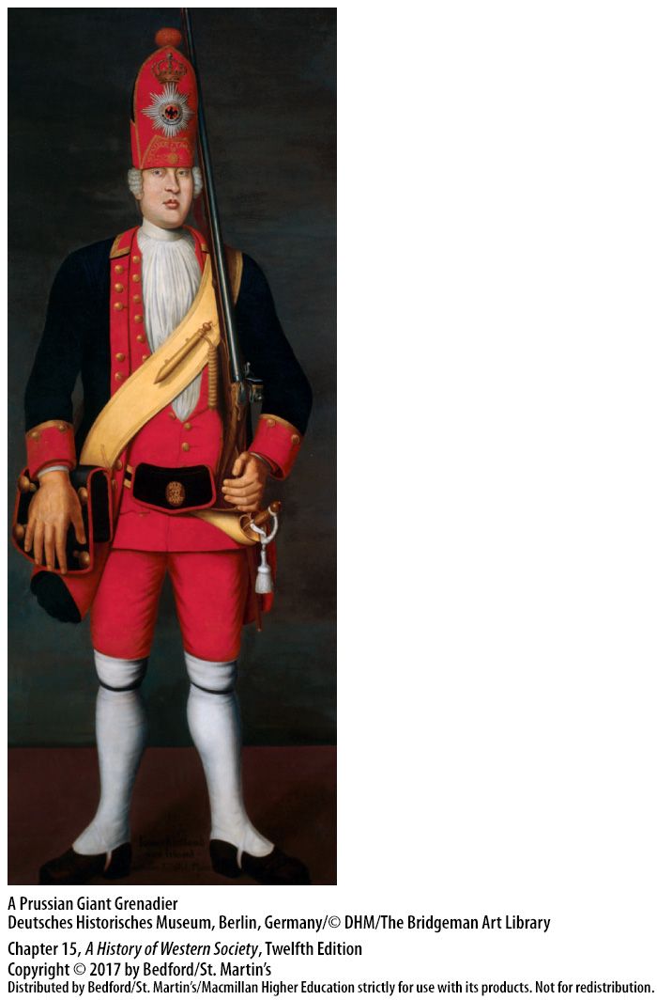 A Prussian Giant Grenadier
Deutsches Historisches Museum, Berlin, Germany/© DHM/The Bridgeman Art Library
Chapter 15, A History of Western Society, Twelfth Edition
Copyright © 2017 by Bedford/St. Martin's
Distributed by Bedford/St. Martin's/Macmillan Higher Education strictly for use with its products. Not for redistribution.